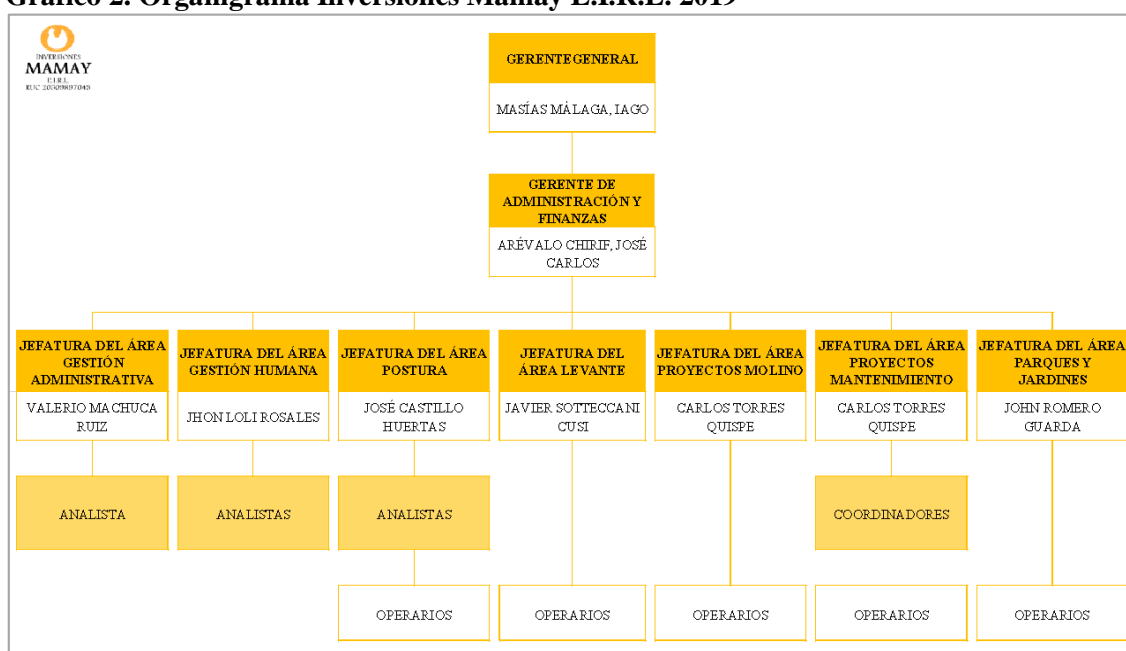 Gráfico 2. Organigrama Inversiones Mamay E.I.R.L. 2019
INVERSIONES
MAMAY
E.I.R.L
RUC 20509897045
GERENTE GENERAL
MASÍAS MÁLAGA, IAGO
GERENTE DE
ADMINISTRACIÓN Y
FINANZAS
ARÉVALO CHIRIF, JOSÉ
CARLOS
JEFATURA DEL ÁREA
GESTIÓN
ADMINISTRATIVA
VALERIO MACHUCA
RUIZ
ANALISTA
JEFATURA DEL ÁREA
GESTIÓN HUMANA
JHON LOLI ROSALES
ANALISTAS
JEFATURA DEL ÁREA
POSTURA
JOSÉ CASTILLO
HUERTAS
ANALISTAS
OPERARIOS
JEFATURA DEL
ÁREA LEVANTE
JAVIER SOTTECCANI
CUSI
OPERARIOS
JEFATURA DEL ÁREA
PROYECTOS MOLINO
CARLOS TORRES
QUISPE
OPERARIOS
JEFATURA DEL ÁREA
PROYECTOS
MANTENIMIENTO
CARLOS TORRES
QUISPE
COORDINADORES
OPERARIOS
JEFATURA DEL ÁREA
PARQUES Y
JARDINES
JOHN ROMERO
GUARDA
OPERARIOS